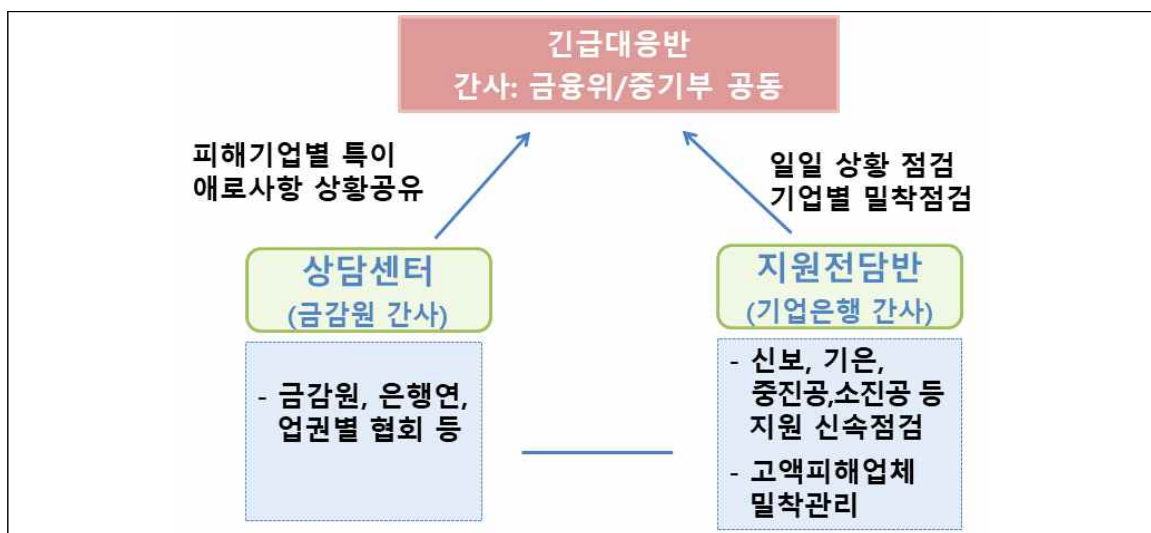 긴급대응반
간사: 금융위/중기부 공동
피해기업별 특이
애로사항 상황공유
일일 상황 점검
기업별 밀착점검
상담센터
(금감원 간사)
지원전담반
(기업은행 간사)
- 금감원, 은행연,
업권별 협회 등
- 신보, 기은,
중진공,소진공 등
지원 신속점검
- 고액피해업체
밀착관리